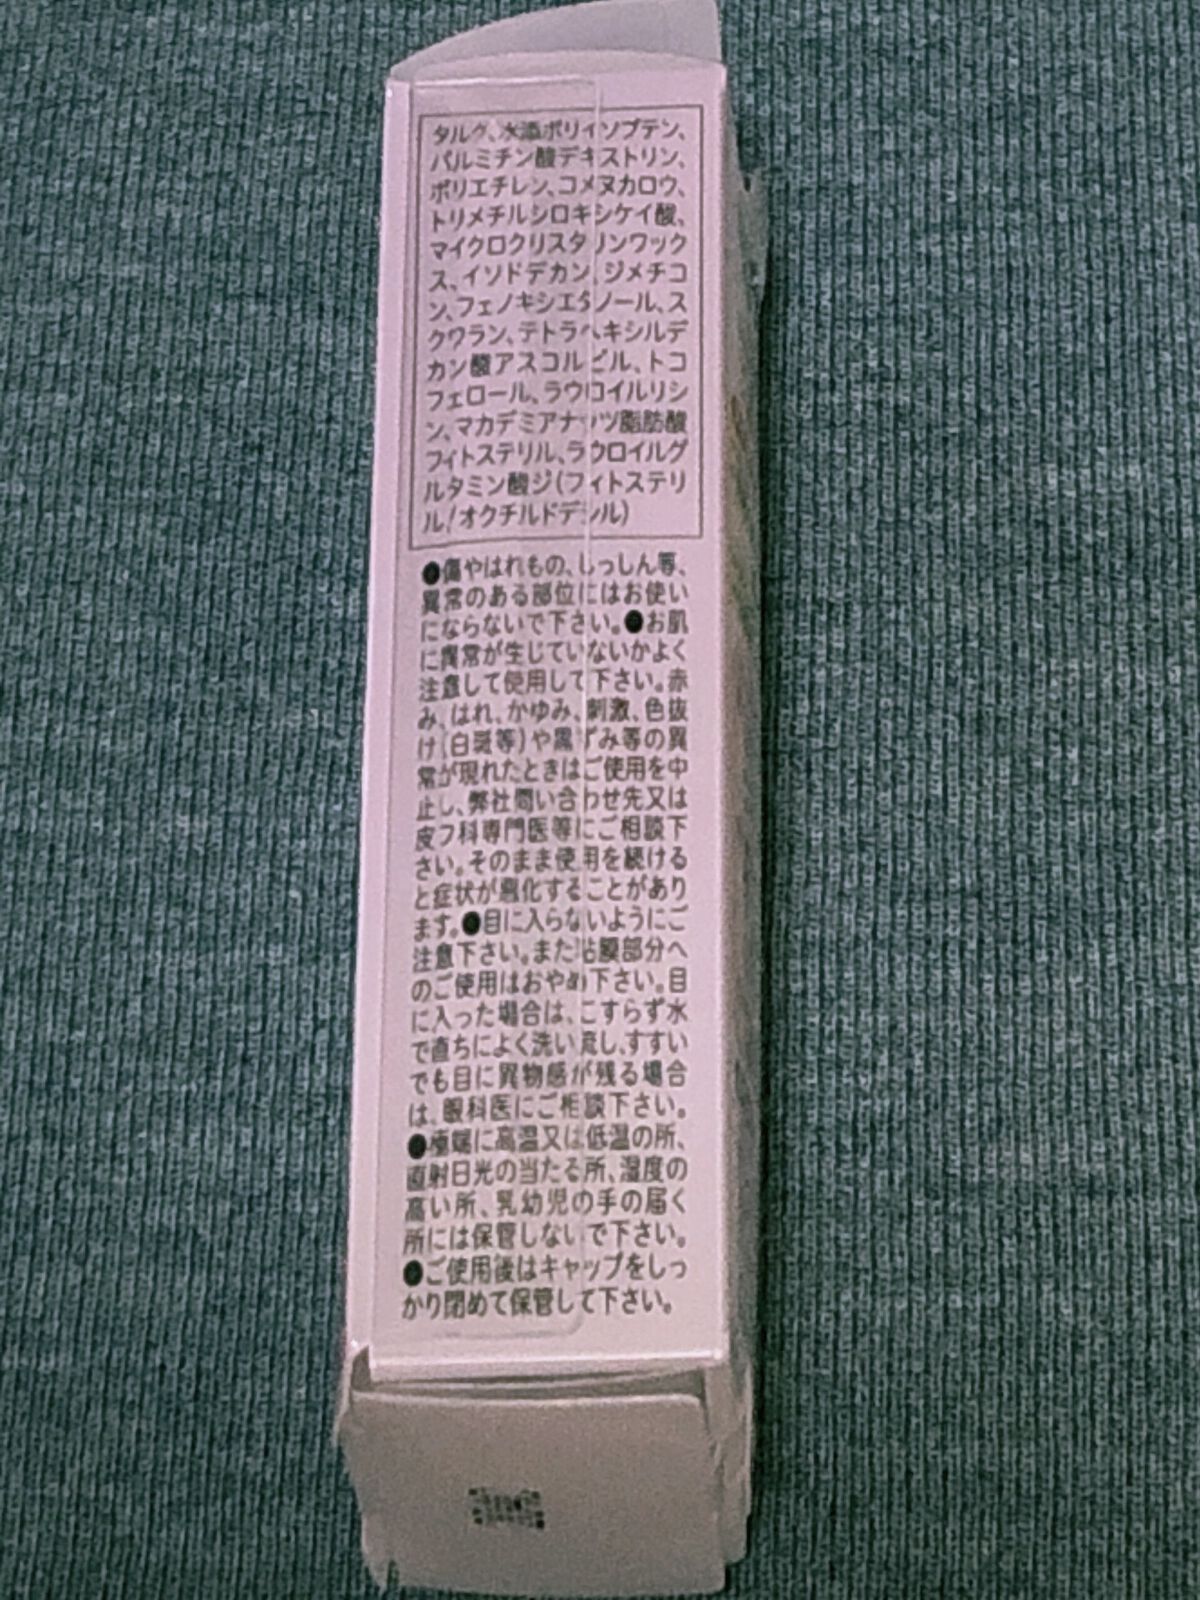 タルク、水添ポリイソブテン、
パルミチン酸デキストリン、
ポリエチレン、コメヌカロウ、
トリメチルシロキシケイ酸、
マイクロクリスタリンワック
ス、イソドデカン、ジメチコ
ン、フェノキシエタノール、ス
クワラン、テトラヘキシルデ
カン酸アスコルビル、トコ
フェロール、ラウロイルリシ
ン、マカデミアナッツ脂肪酸
フィトステリル、ラウロイルグ
ルタミン酸ジ(フィトステリ
ル/オクチルドデシル)
●傷やはれもの、しっしん等、
異常のある部位にはお使い
にならないで下さい。●お肌
に異常が生じていないかよく
注意して使用して下さい。赤
み、はれ、かゆみ、刺激、色抜
け(白斑等)や黒ずみ等の異
常が現れたときはご使用を中
止し、弊社問い合わせ先又は
皮フ科専門医等にご相談下
さい。そのまま使用を続ける
と症状が悪化することがあり
ます。●目に入らないようにご
注意下さい。また粘膜部分へ
のご使用はおやめ下さい。目
に入った場合は、こすらず水
で直ちによく洗い流し、すすい
でも目に異物感が残る場合
は、眼科医にご相談下さい。
●極端に高温又は低温の所、
直射日光の当たる所、湿度の
高い所、乳幼児の手の届く
所には保管しないで下さい。
●ご使用後はキャップをしっ
かり閉めて保管して下さい。